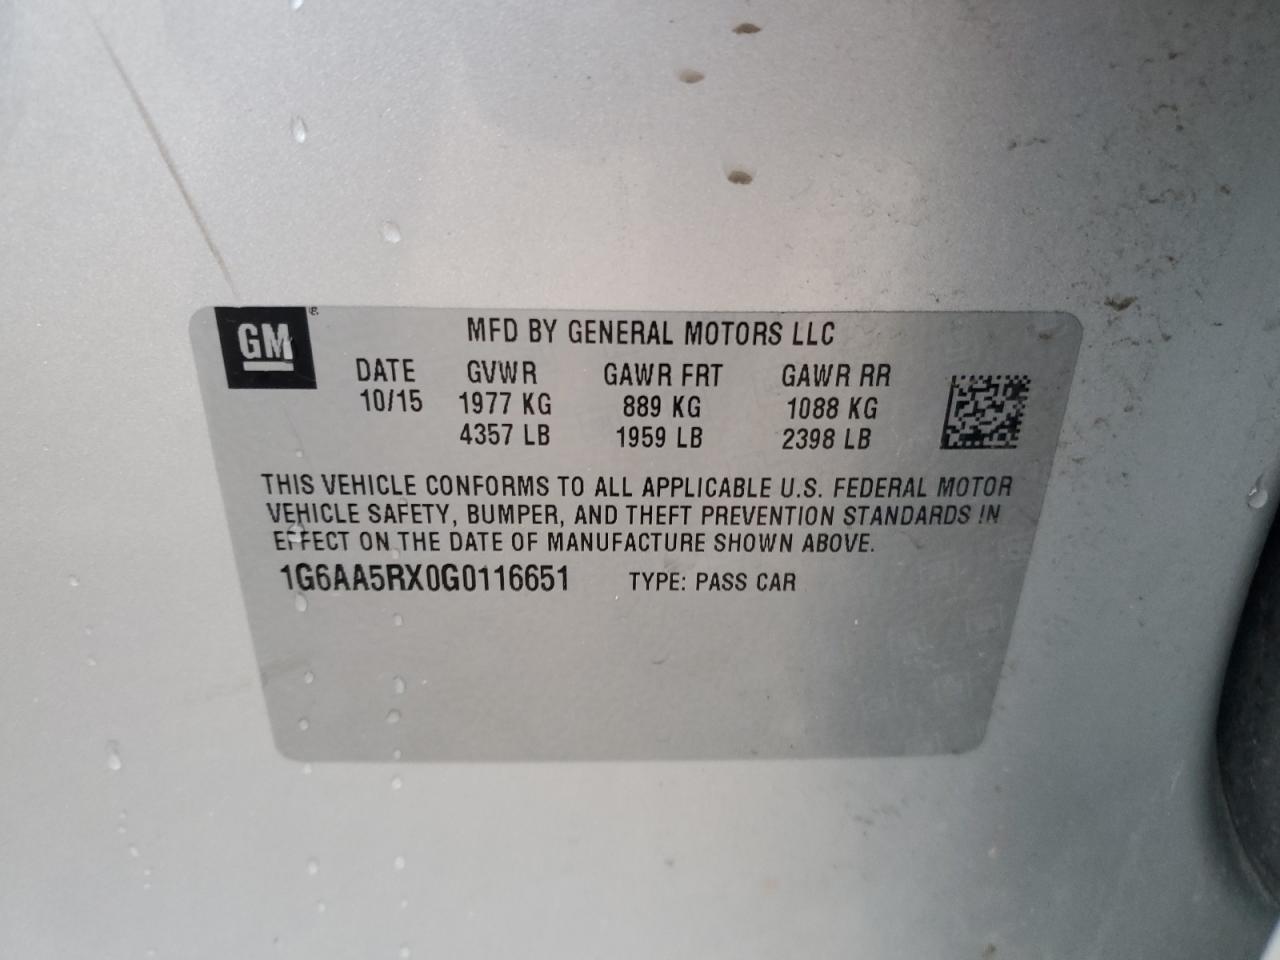 GM ®
MFD BY GENERAL MOTORS LLC
DATE GVWR GAWR FRT GAWR RR
10/15 1977 KG 889 KG 1088 KG
4357 LB 1959 LB 2398 LB
THIS VEHICLE CONFORMS TO ALL APPLICABLE U.S. FEDERAL MOTOR
VEHICLE SAFETY, BUMPER, AND THEFT PREVENTION STANDARDS IN
EFFECT ON THE DATE OF MANUFACTURE SHOWN ABOVE.
1G6AA5RX0G0116651 TYPE: PASS CAR